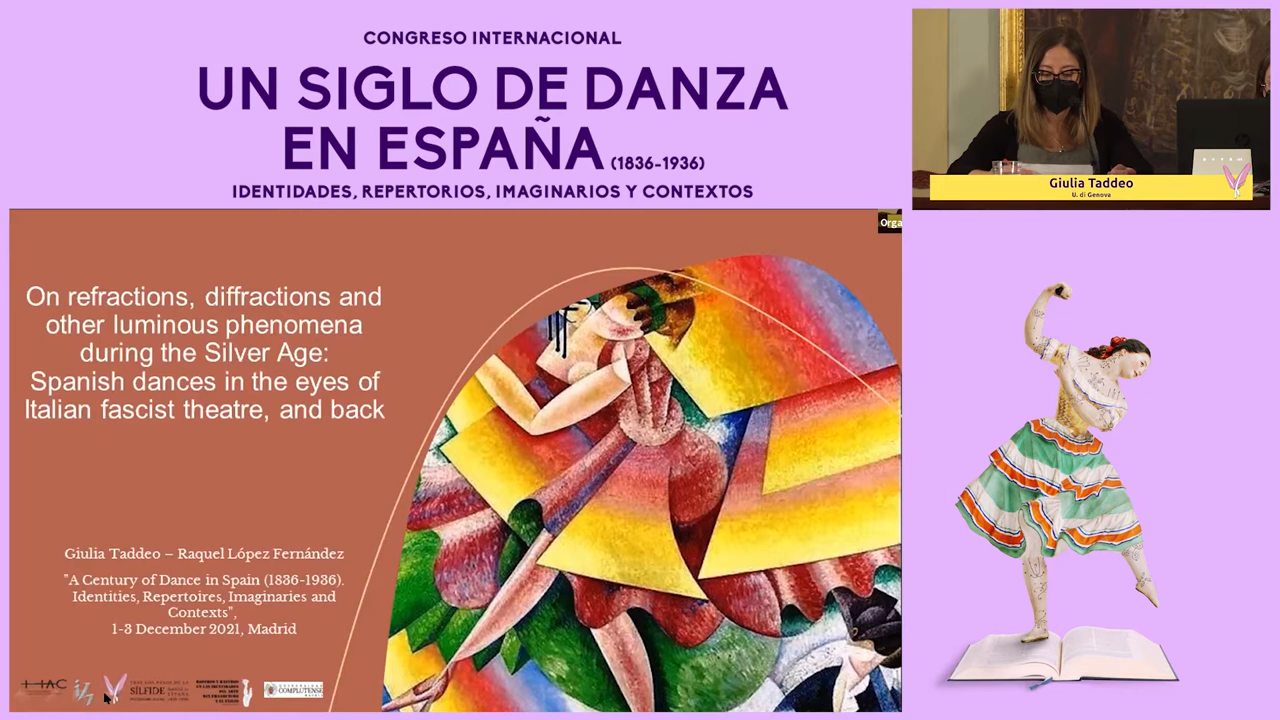 CONGRESO INTERNACIONAL
UN SIGLO DE DANZA
EN ESPAÑA (1836-1936)
IDENTIDADES, REPERTORIOS, IMAGINARIOS Y CONTEXTOS
Giulia Taddeo
U. di Genova
Orga
On refractions, diffractions and
other luminous phenomena
during the Silver Age:
Spanish dances in the eyes of
Italian fascist theatre, and back
Giulia Taddeo – Raquel López Fernández
"A Century of Dance in Spain (1836-1936).
Identities, Repertoires, Imaginaries and
Contexts",
1-3 December 2021, Madrid
SÍLFIDE
COMPLUTENSE